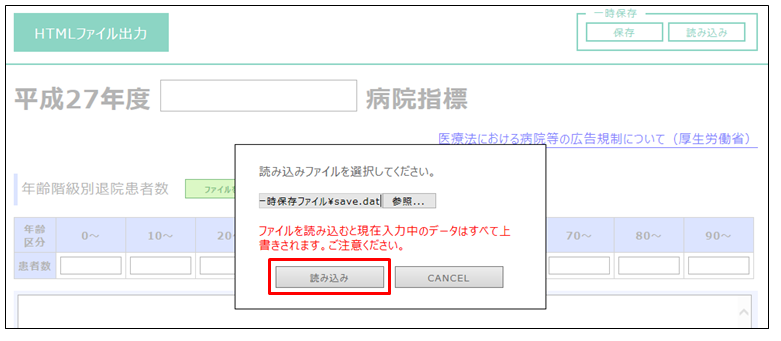 HTMLファイル出力
一時保存
保存 読み込み
平成27年度 病院指標
医療法における病院等の広告規制について（厚生労働省）
年齢階級別退院患者数
読み込みファイルを選択してください。
一時保存ファイル¥save.dat 参照...
ファイルを読み込むと現在入力中のデータはすべて上
書きされます。ご注意ください。
読み込み CANCEL
年齢
区分 0～ 10～ 70～ 80～ 90～
患者数